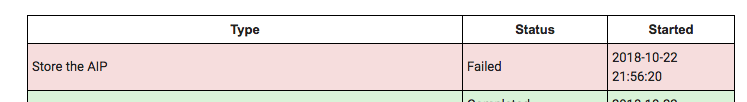 Type Status Started
Store the AIP Failed 2018-10-22
21:56:20